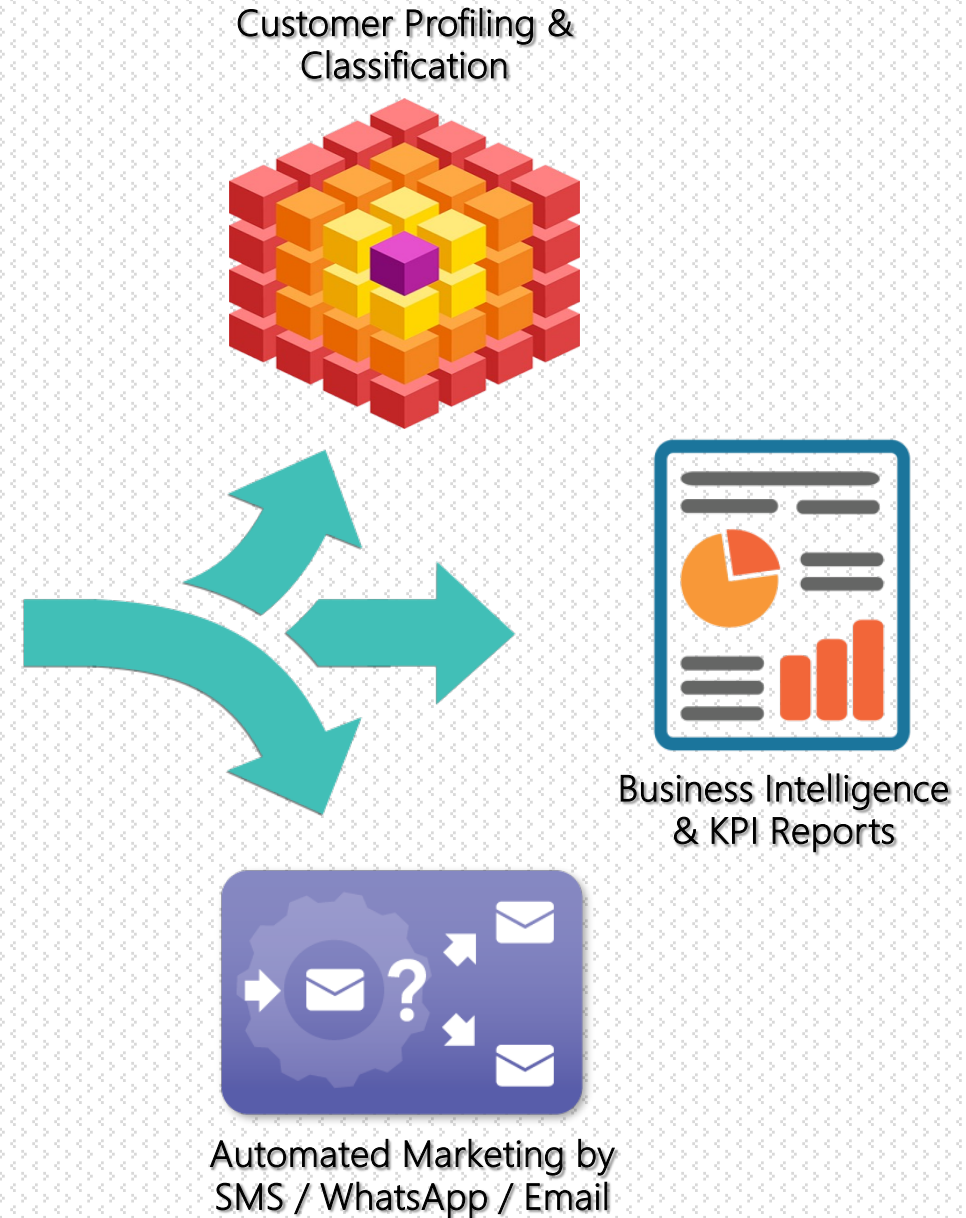 Customer Profiling &
Classification
Business Intelligence
& KPI Reports
?
Automated Marketing by
SMS / WhatsApp / Email